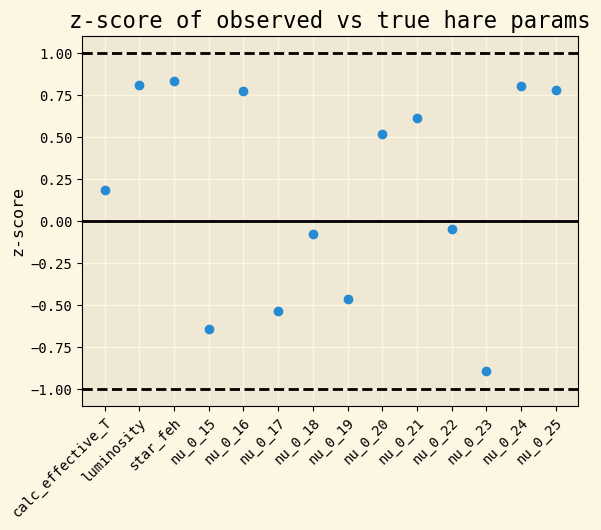 z-score of observed vs true hare params
1.00
0.75
0.50
0.25
0.00
−0.25
−0.50
−0.75
−1.00
z-score
calc_effective_T
luminosity
star_feh
nu_0_15
nu_0_16
nu_0_17
nu_0_18
nu_0_19
nu_0_20
nu_0_21
nu_0_22
nu_0_23
nu_0_24
nu_0_25